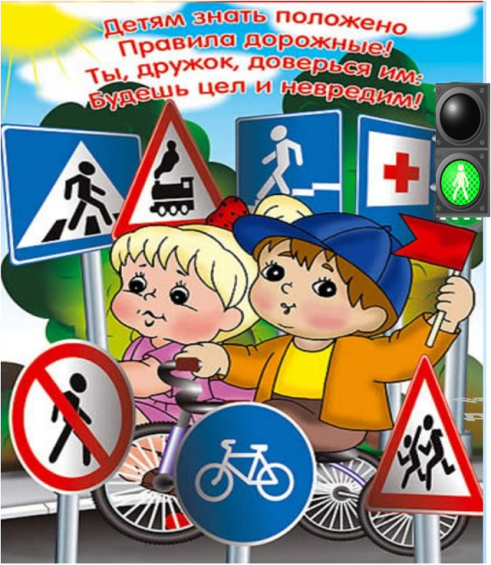 Детям знать положено
Правила дорожные!
Ты, дружок, доверься им:
Будешь цел и невредим!